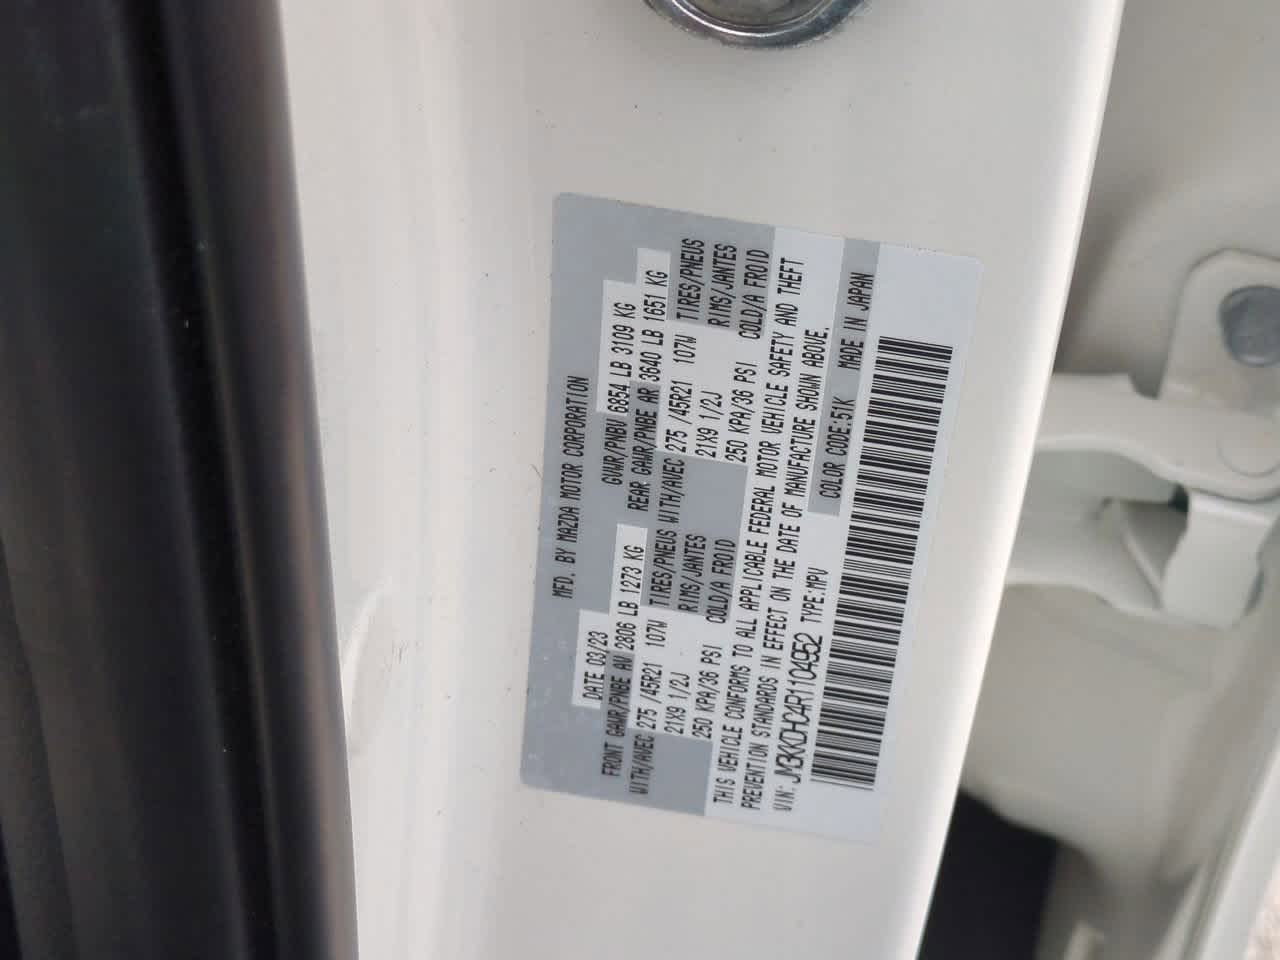 MFD. BY MAZDA MOTOR CORPORATION
DATE 03/23 GVWR/PNBV 6854 LB 3109 KG
FRONT GAWR/PNBE AV 2806 LB 1273 KG REAR GAWR/PNBE AR 3640 LB 1651 KG
WITH/AVEC 275 /45R21 107W TIRES/PNEUS WITH/AVEC 275 /45R21 107W TIRES/PNEUS
21X9 1/2J RIMS/JANTES 21X9 1/2J RIMS/JANTES
250 KPA/36 PSI COLD/A FROID 250 KPA/36 PSI COLD/A FROID
THIS VEHICLE CONFORMS TO ALL APPLICABLE FEDERAL MOTOR VEHICLE SAFETY AND THEFT
PREVENTION STANDARDS IN EFFECT ON THE DATE OF MANUFACTURE SHOWN ABOVE.
VIN: JM3KKDHC4R1104952 TYPE:MPV COLOR CODE:51K MADE IN JAPAN